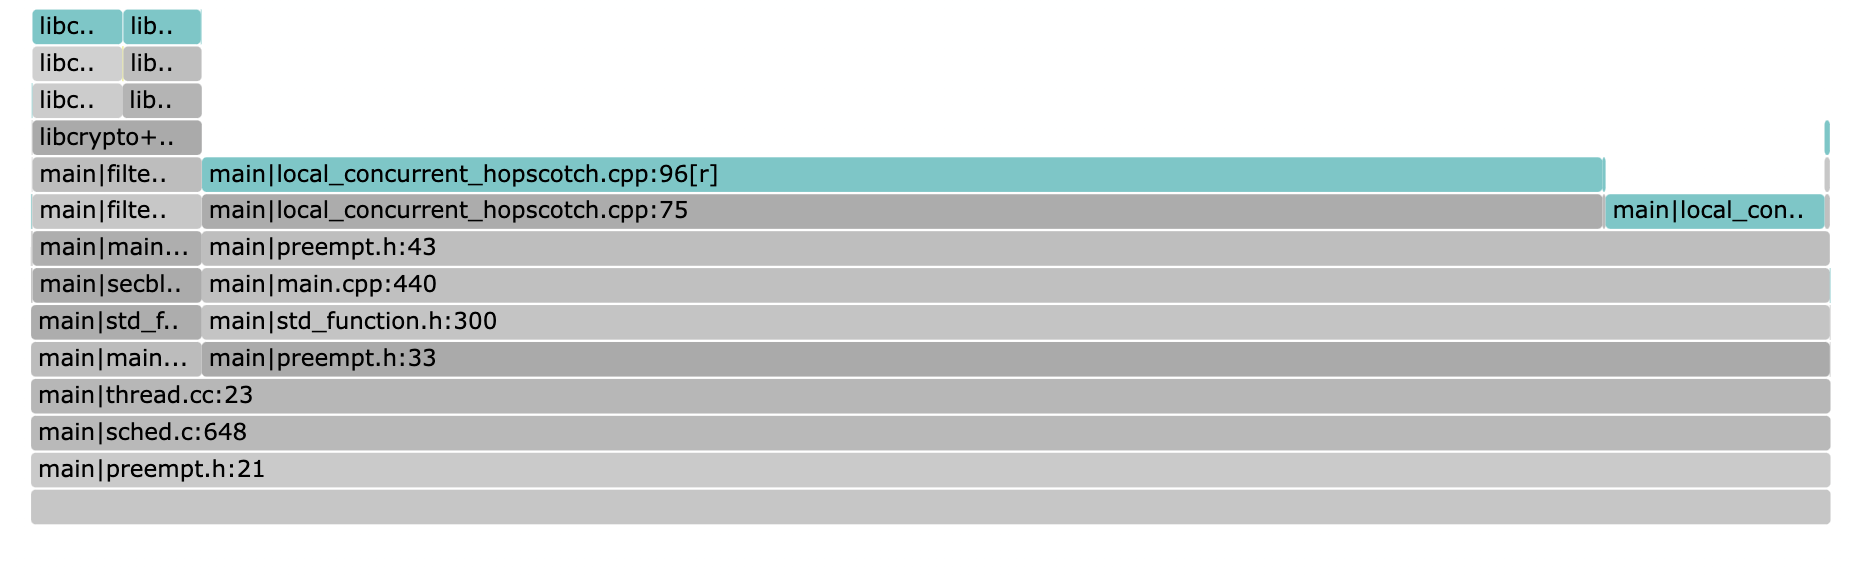 libc.. lib..
libc.. lib..
libc.. lib..
libcrypto+..
main|filte.. main|local_concurrent_hopscotch.cpp:96[r]
main|filte.. main|local_concurrent_hopscotch.cpp:75 main|local_con..
main|main... main|preempt.h:43
main|secbl.. main|main.cpp:440
main|std_f.. main|std_function.h:300
main|main... main|preempt.h:33
main|thread.cc:23
main|sched.c:648
main|preempt.h:21